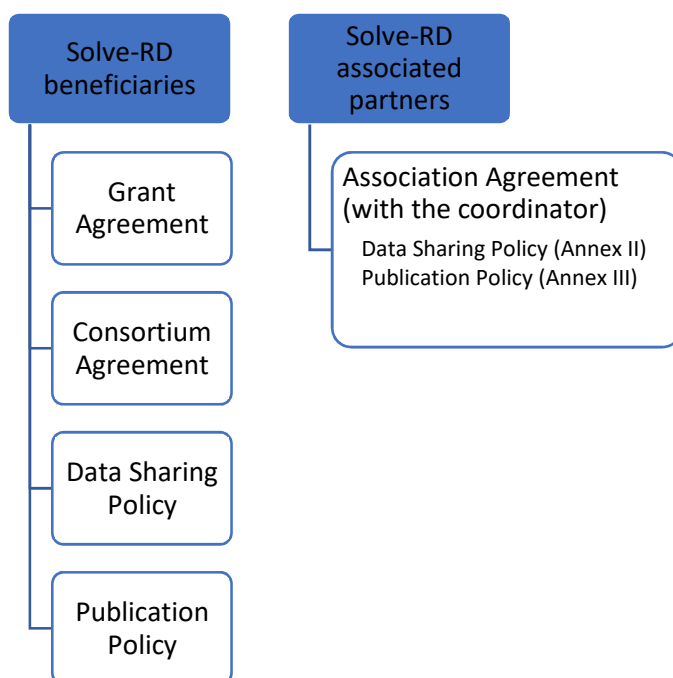 Solve-RD
beneficiaries
Grant
Agreement
Consortium
Agreement
Data Sharing
Policy
Publication
Policy
Solve-RD
associated
partners
Association Agreement
(with the coordinator)
Data Sharing Policy (Annex II)
Publication Policy (Annex III)